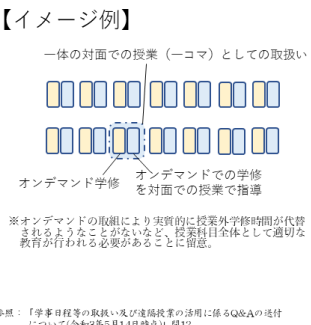 【イメージ例】
一体の対面での授業（一コマ）としての取扱い
オンデマンド学修
オンデマンドでの学修
を対面での授業で指導
※オンデマンドの取組により実質的に授業外学修時間が代替
されるようなことがないなど、授業科目全体として適切な
教育が行われる必要があることに留意。
参照：「学事日程等の取扱い及び遠隔授業の活用に係るQ&Aの送付
について(令和3年5月14日時点)」問12